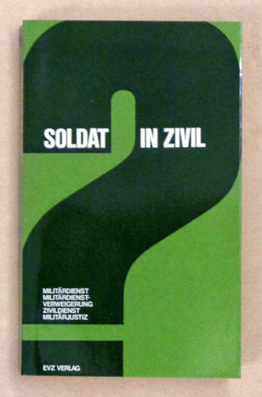 SOLDAT IN ZIVIL
MILITÄRDIENST
MILITÄRDIENST-
VERWEIGERUNG
ZIVILDIENST
MILITÄRJUSTIZ
EVZ VERLAG